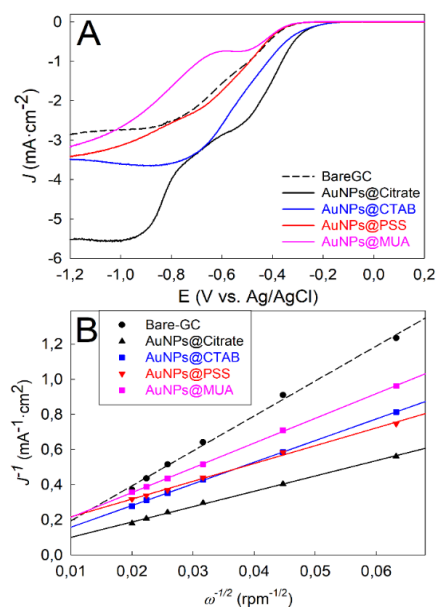 A
0
-1
-2
-3
-4
-5
-6
J (mA·cm-2)
BareGC
AuNPs@Citrate
AuNPs@CTAB
AuNPs@PSS
AuNPs@MUA
-1,2 -1,0 -0,8 -0,6 -0,4 -0,2 0,0 0,2
E (V vs. Ag/AgCl)
B
1,4
1,2
1,0
0,8
0,6
0,4
0,2
0,0
J-1 (mA-1·cm2)
Bare-GC
AuNPs@Citrate
AuNPs@CTAB
AuNPs@PSS
AuNPs@MUA
0,01 0,02 0,03 0,04 0,05 0,06
ω-1/2 (rpm-1/2)